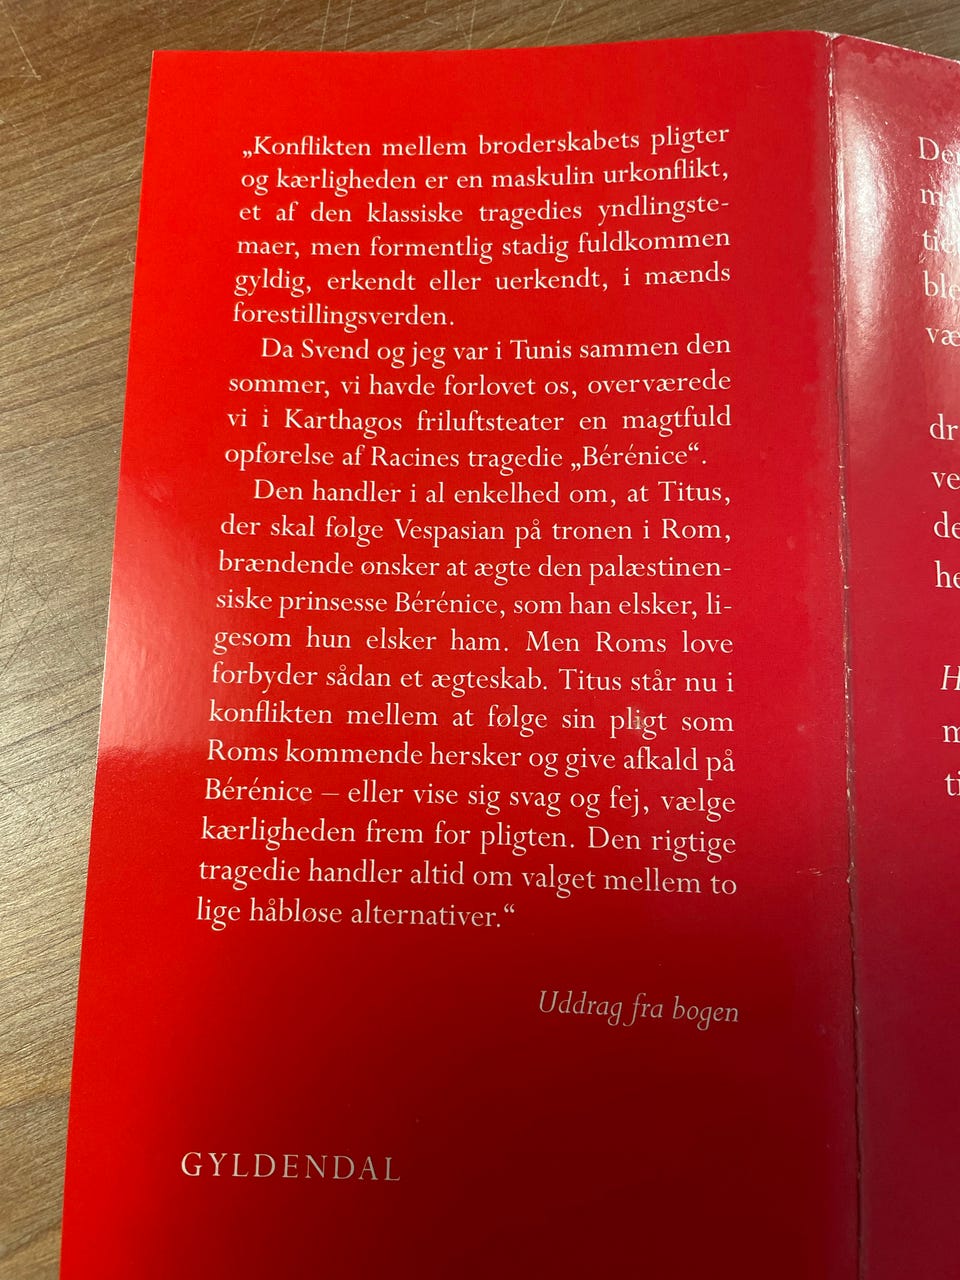 „Konflikten mellem broderskabets pligter
og kærligheden er en maskulin urkonflikt,
et af den klassiske tragedies yndlingste-
maer, men formentlig stadig fuldkommen
gyldig, erkendt eller uerkendt, i mænds
forestillingsverden.
Da Svend og jeg var i Tunis sammen den
sommer, vi havde forlovet os, overværede
vi i Karthagos friluftsteater en magtfuld
opførelse af Racines tragedie „Bérénice“.
Den handler i al enkelhed om, at Titus,
der skal følge Vespasian på tronen i Rom,
brændende ønsker at ægte den palæstinen-
siske prinsesse Bérénice, som han elsker, li-
gesom hun elsker ham. Men Roms love
forbyder sådan et ægteskab. Titus står nu i
konflikten mellem at følge sin pligt som
Roms kommende hersker og give afkald på
Bérénice – eller vise sig svag og fej, vælge
kærligheden frem for pligten. Den rigtige
tragedie handler altid om valget mellem to
lige håbløse alternativer.“
Uddrag fra bogen
GYLDENDAL